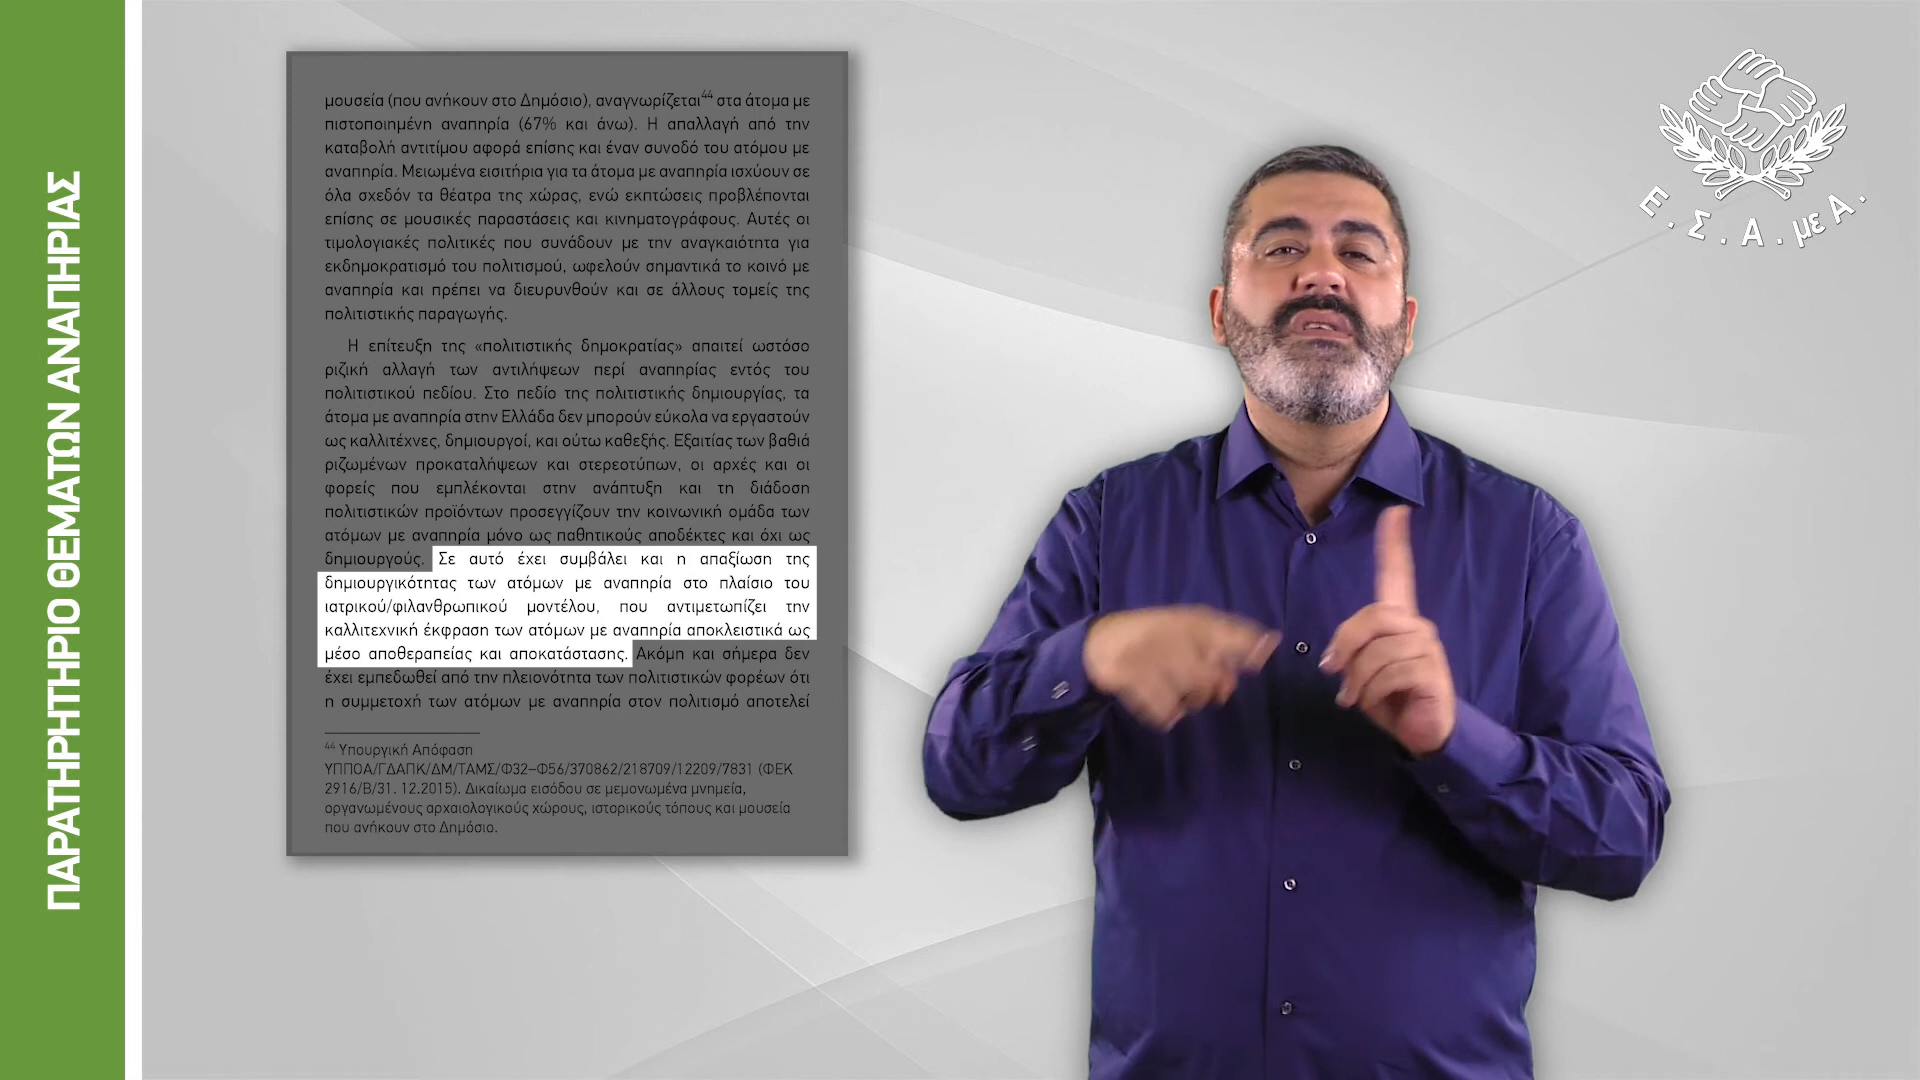 ΠΑΡΑΤΗΡΗΤΗΡΙΟ ΘΕΜΑΤΩΝ ΑΝΑΠΗΡΙΑΣ
μουσεία (που ανήκουν στο Δημόσιο), αναγνωρίζεται44 στα άτομα με
πιστοποιημένη αναπηρία (67% και άνω). Η απαλλαγή από την
καταβολή αντιτίμου αφορά επίσης και έναν συνοδό του ατόμου με
αναπηρία. Μειωμένα εισιτήρια για τα άτομα με αναπηρία ισχύουν σε
όλα σχεδόν τα θέατρα της χώρας, ενώ εκπτώσεις προβλέπονται
επίσης σε μουσικές παραστάσεις και κινηματογράφους. Αυτές οι
τιμολογιακές πολιτικές που συνάδουν με την αναγκαιότητα για
εκδημοκρατισμό του πολιτισμού, ωφελούν σημαντικά το κοινό με
αναπηρία και πρέπει να διευρυνθούν και σε άλλους τομείς της
πολιτιστικής παραγωγής.
Η επίτευξη της «πολιτιστικής δημοκρατίας» απαιτεί ωστόσο
ριζική αλλαγή των αντιλήψεων περί αναπηρίας εντός του
πολιτιστικού πεδίου. Στο πεδίο της πολιτιστικής δημιουργίας, τα
άτομα με αναπηρία στην Ελλάδα δεν μπορούν εύκολα να εργαστούν
ως καλλιτέχνες, δημιουργοί, και ούτω καθεξής. Εξαιτίας των βαθιά
ριζωμένων προκαταλήψεων και στερεοτύπων, οι αρχές και οι
φορείς που εμπλέκονται στην ανάπτυξη και τη διάδοση
πολιτιστικών προϊόντων προσεγγίζουν την κοινωνική ομάδα των
ατόμων με αναπηρία μόνο ως παθητικούς αποδέκτες και όχι ως
δημιουργούς. Σε αυτό έχει συμβάλει και η απαξίωση της
δημιουργικότητας των ατόμων με αναπηρία στο πλαίσιο του
ιατρικού/φιλανθρωπικού μοντέλου, που αντιμετωπίζει την
καλλιτεχνική έκφραση των ατόμων με αναπηρία αποκλειστικά ως
μέσο αποθεραπείας και αποκατάστασης. Ακόμη και σήμερα δεν
έχει εμπεδωθεί από την πλειονότητα των πολιτιστικών φορέων ότι
η συμμετοχή των ατόμων με αναπηρία στον πολιτισμό αποτελεί
44 Υπουργική Απόφαση
ΥΠΠΟΑ/ΓΔΑΠΚ/ΔΜ/ΤΑΜΣ/Φ32–Φ56/370862/218709/12209/7831 (ΦΕΚ
2916/Β/31. 12.2015). Δικαίωμα εισόδου σε μεμονωμένα μνημεία,
οργανωμένους αρχαιολογικούς χώρους, ιστορικούς τόπους και μουσεία
που ανήκουν στο Δημόσιο.
Ε.Σ.Α.μεΑ.